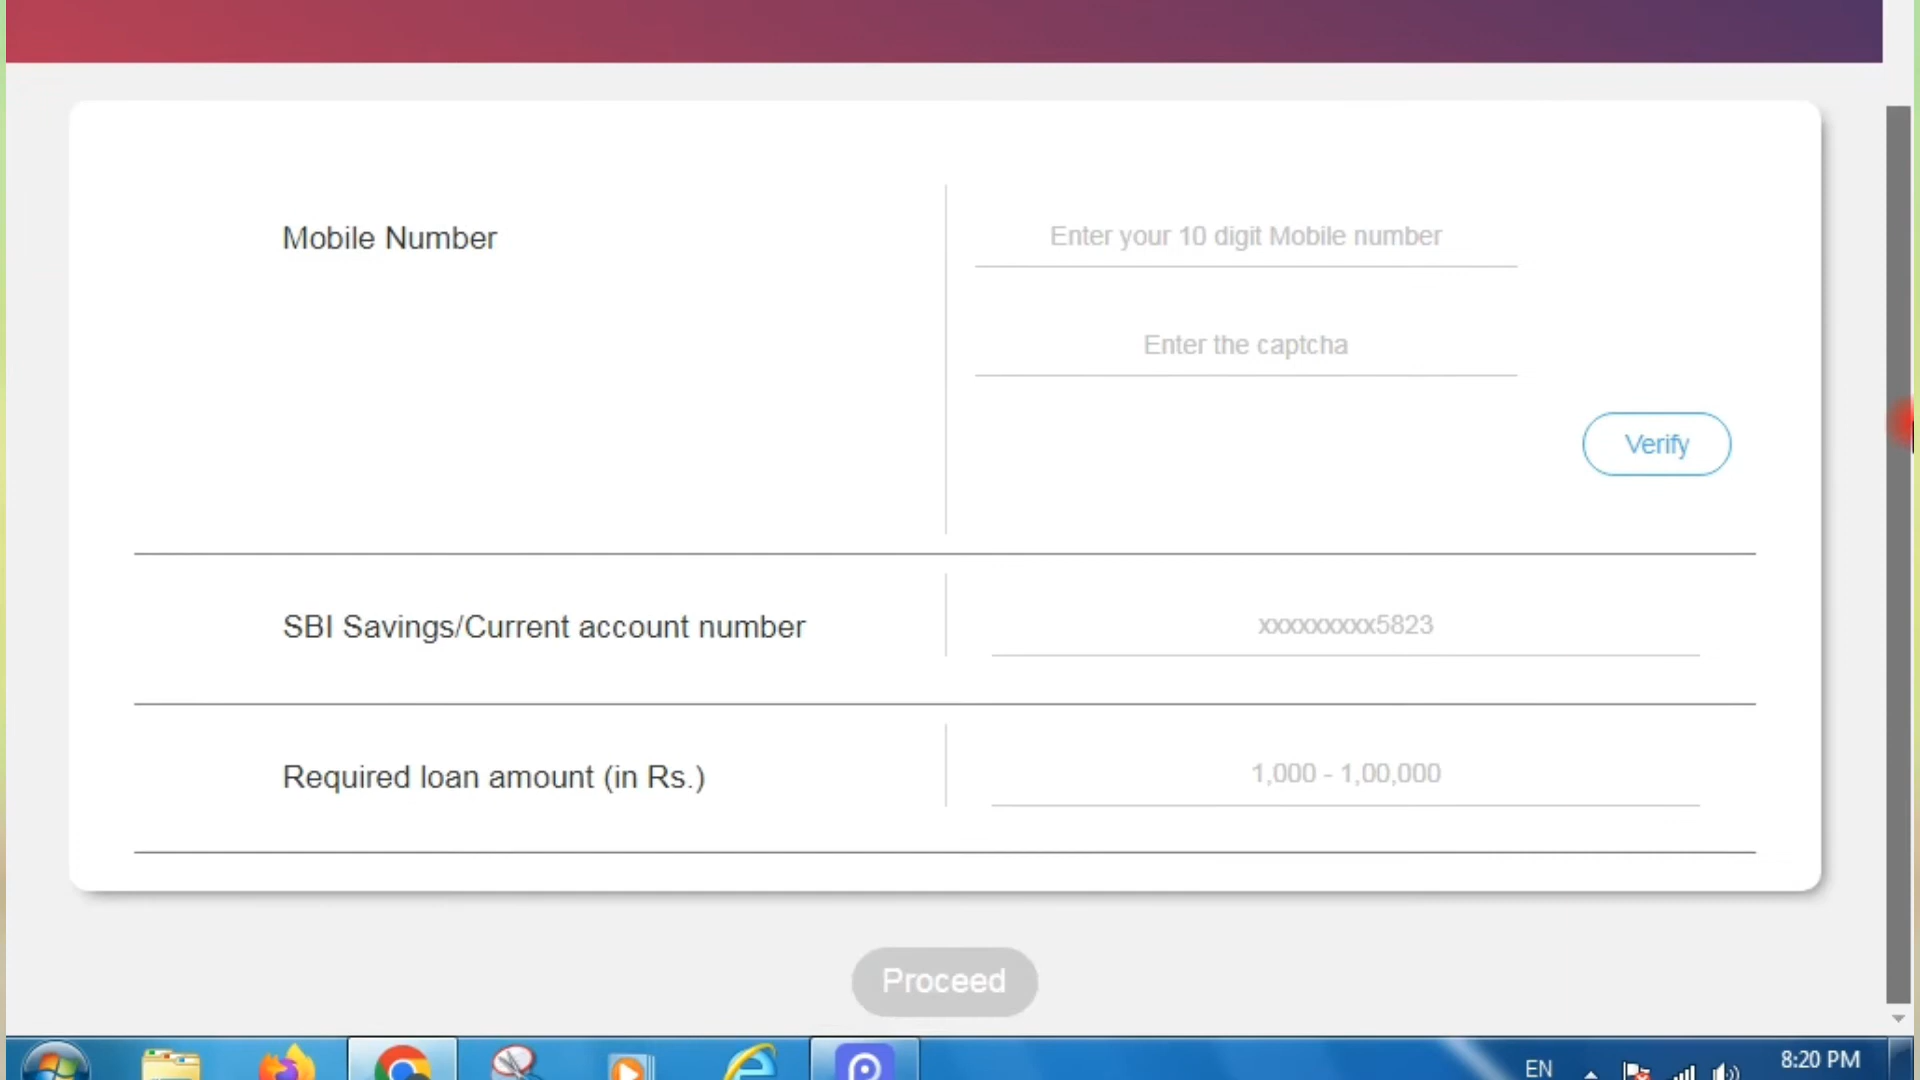 Mobile Number
Enter your 10 digit Mobile number
Enter the captcha
Verify
SBI Savings/Current account number
xxxxxxxxx5823
Required loan amount (in Rs.)
1,000 - 1,00,000
Proceed
EN
8:20 PM